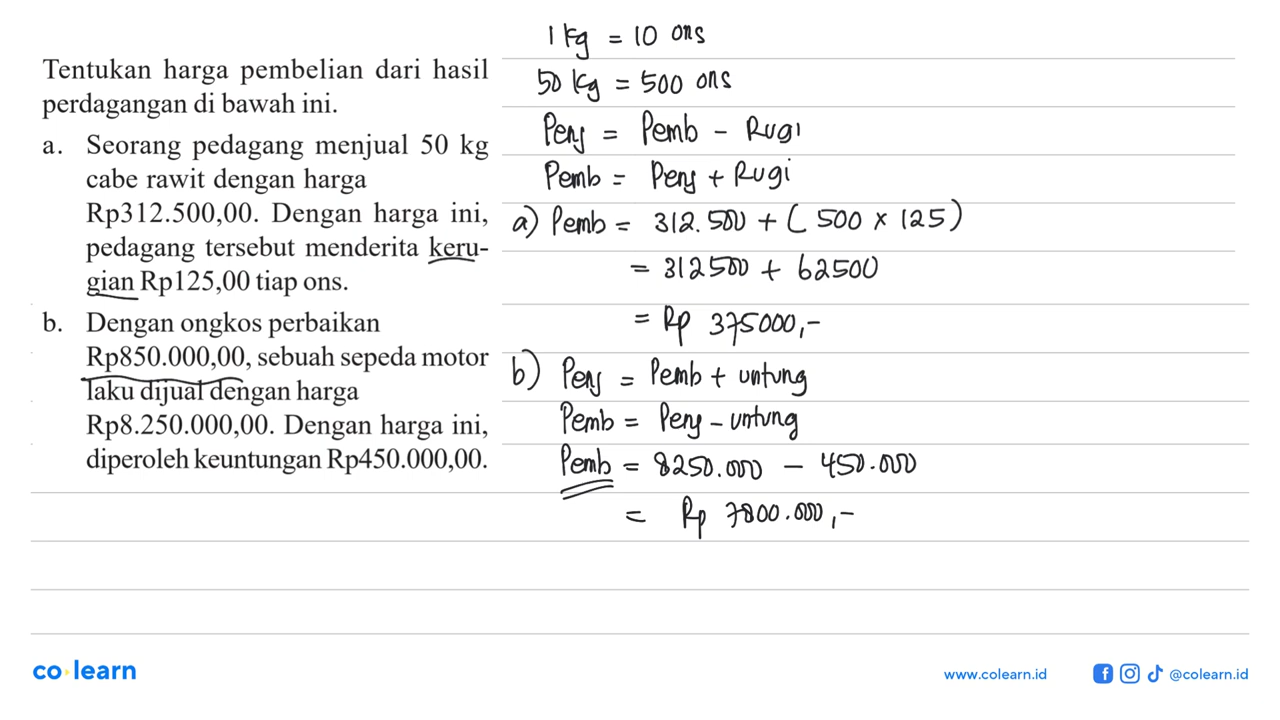 Tentukan harga pembelian dari hasil
perdagangan di bawah ini.
a. Seorang pedagang menjual 50 kg
cabe rawit dengan harga
Rp312.500,00. Dengan harga ini,
pedagang tersebut menderita keru-
gian Rp125,00 tiap ons.
b. Dengan ongkos perbaikan
Rp850.000,00, sebuah sepeda motor
laku dijual dengan harga
Rp8.250.000,00. Dengan harga ini,
diperoleh keuntungan Rp450.000,00.
1 kg = 10 ons
50 kg = 500 ons
Penj = Pemb - Rugi
Pemb = Penj + Rugi
a) Pemb = 312.500 + ( 500 x 125 )
= 312500 + 62500
= Rp 375000,-
b) Penj = Pemb + untung
Pemb = Penj - untung
Pemb = 8250.000 - 450.000
= Rp 7800.000,-
co learn
www.colearn.id
@colearn.id